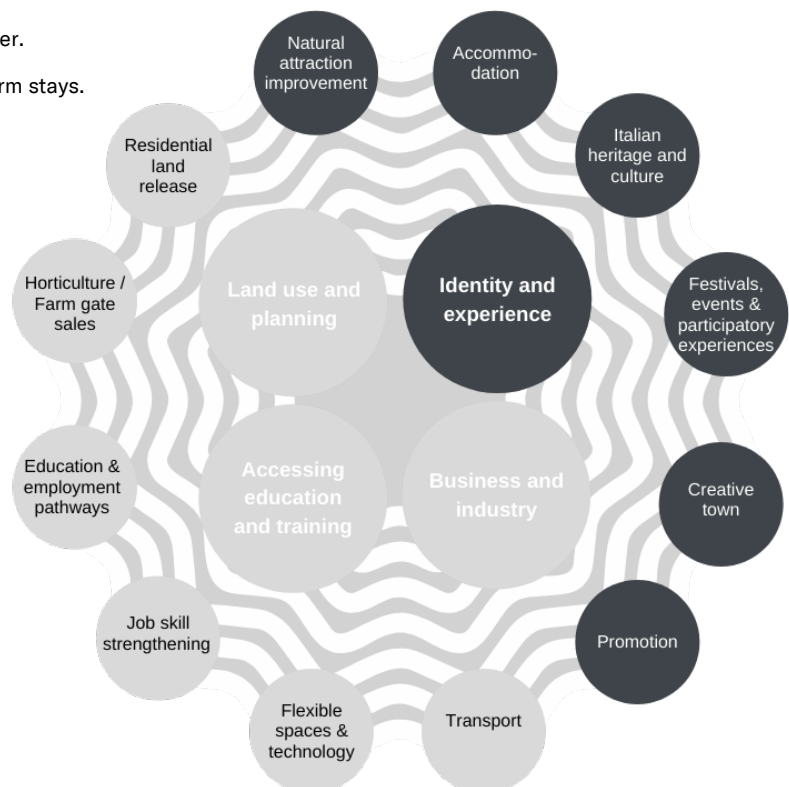 er.
rm stays.
Natural
attraction
improvement
Accommo-
dation
Italian
heritage and
culture
Residential
land
release
Festivals,
events &
participatory
experiences
Horticulture /
Farm gate
sales
Land use and
planning
Identity and
experience
Education &
employment
pathways
Accessing
education
and training
Business and
industry
Creative
town
Job skill
strengthening
Promotion
Flexible
spaces &
technology
Transport